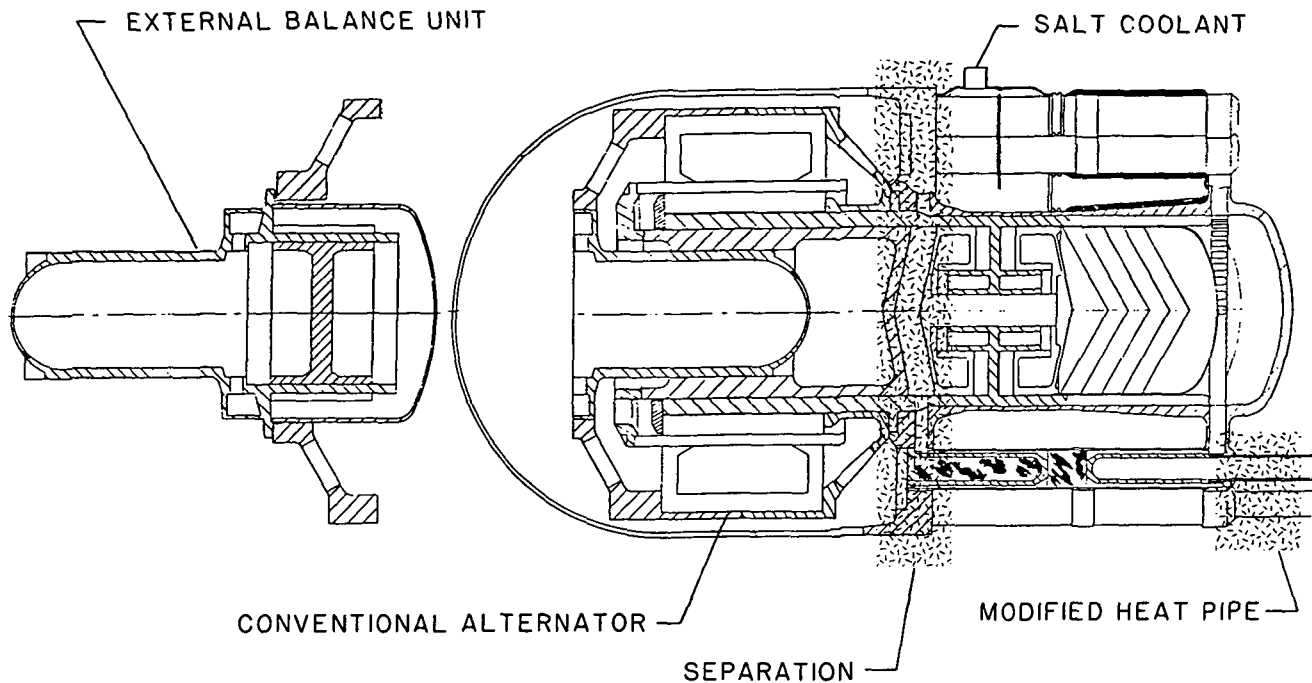 EXTERNAL BALANCE UNIT
SALT COOLANT
CONVENTIONAL ALTERNATOR
MODIFIED HEAT PIPE
SEPARATION